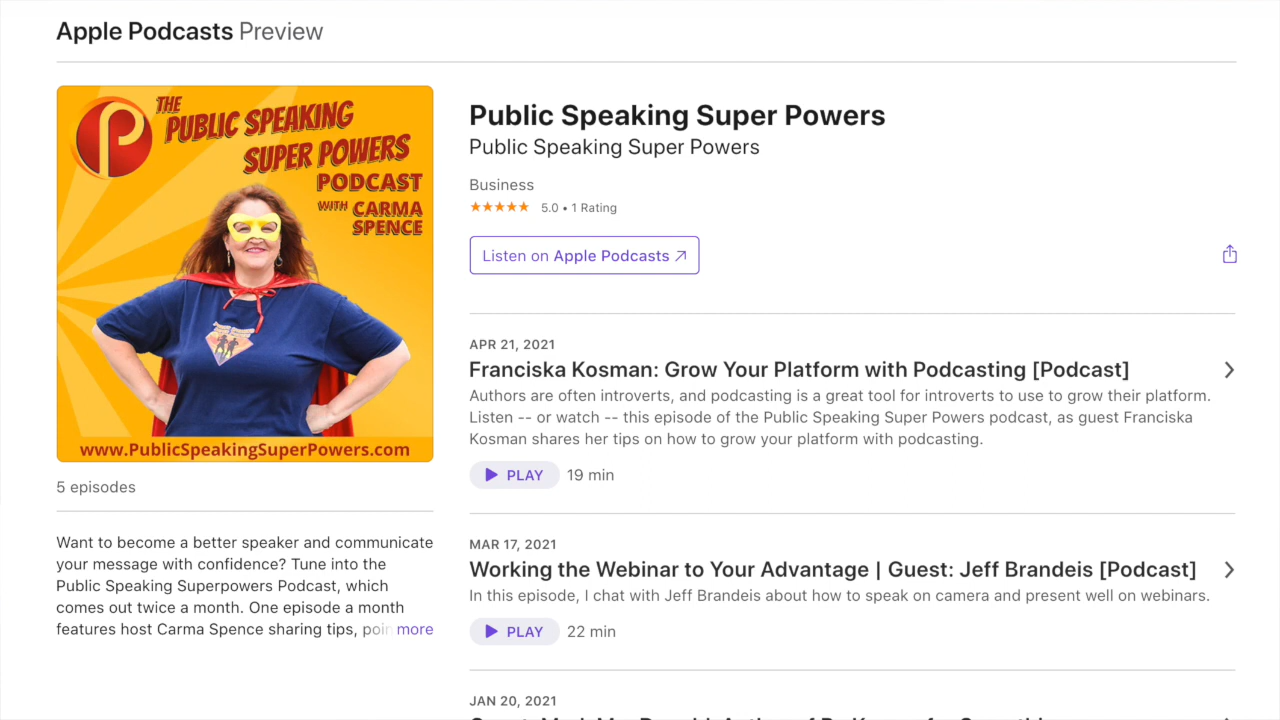 Apple Podcasts Preview
THE
PUBLIC SPEAKING
SUPER POWERS
PODCAST
WITH CARMA
SPENCE
www.PublicSpeakingSuperPowers.com
5 episodes
Want to become a better speaker and communicate
your message with confidence? Tune into the
Public Speaking Superpowers Podcast, which
comes out twice a month. One episode a month
features host Carma Spence sharing tips, more
Public Speaking Super Powers
Public Speaking Super Powers
Business
★★★★★ 5.0 • 1 Rating
Listen on Apple Podcasts ↗
APR 21, 2021
Franciska Kosman: Grow Your Platform with Podcasting [Podcast]
Authors are often introverts, and podcasting is a great tool for introverts to use to grow their platform.
Listen -- or watch -- this episode of the Public Speaking Super Powers podcast, as guest Franciska
Kosman shares her tips on how to grow your platform with podcasting.
PLAY 19 min
MAR 17, 2021
Working the Webinar to Your Advantage | Guest: Jeff Brandeis [Podcast]
In this episode, I chat with Jeff Brandeis about how to speak on camera and present well on webinars.
PLAY 22 min
JAN 20, 2021